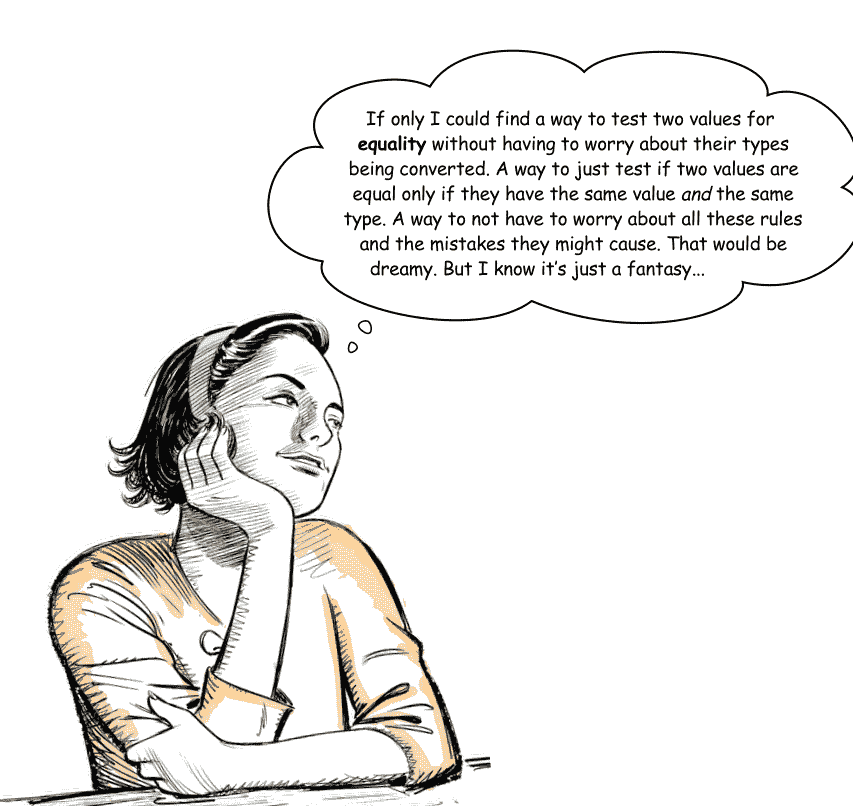 If only I could find a way to test two values for
equality without having to worry about their types
being converted. A way to just test if two values are
equal only if they have the same value and the same
type. A way to not have to worry about all these rules
and the mistakes they might cause. That would be
dreamy. But I know it's just a fantasy...